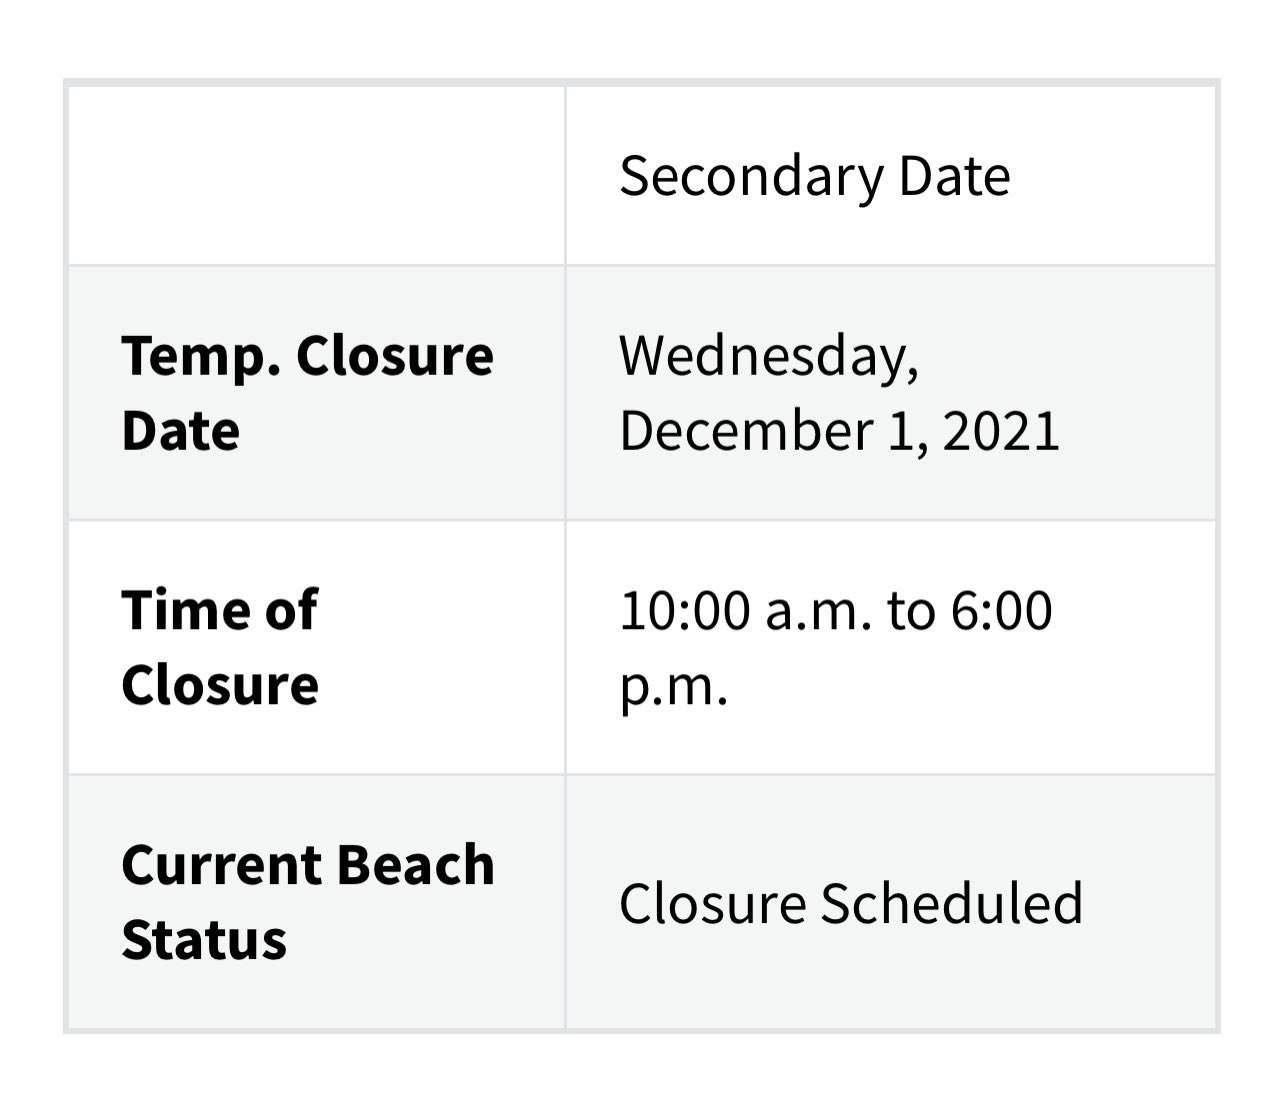 Secondary Date
Temp. Closure
Date
Wednesday,
December 1, 2021
Time of
Closure
10:00 a.m. to 6:00
p.m.
Current Beach
Status
Closure Scheduled